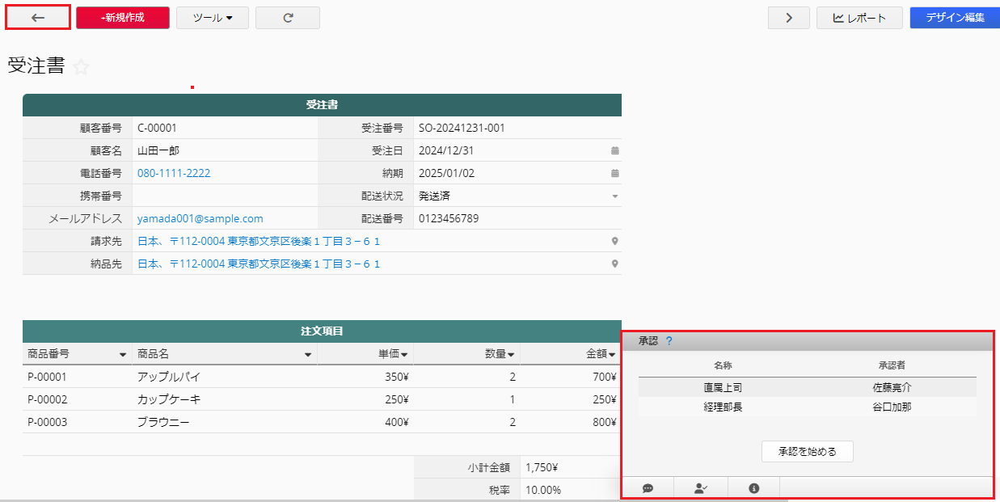 +新規作成 ツール レポート デザイン編集
受注書
受注書
顧客番号 C-00001 受注番号 SO-20241231-001
顧客名 山田一郎 受注日 2024/12/31
電話番号 080-1111-2222 納期 2025/01/02
携帯番号 配送状況 発送済
メールアドレス yamada001@sample.com 配送番号 0123456789
請求先 日本、〒112-0004 東京都文京区後楽１丁目３−６１
納品先 日本、〒112-0004 東京都文京区後楽１丁目３−６１
注文項目
商品番号 商品名 単価 数量 金額
P-00001 アップルパイ 350¥ 2 700¥
P-00002 カップケーキ 250¥ 1 250¥
P-00003 ブラウニー 400¥ 2 800¥
小計金額 1,750¥
税率 10.00%
承認 ?
名称 承認者
直属上司 佐藤亮介
経理部長 谷口加那
承認を始める